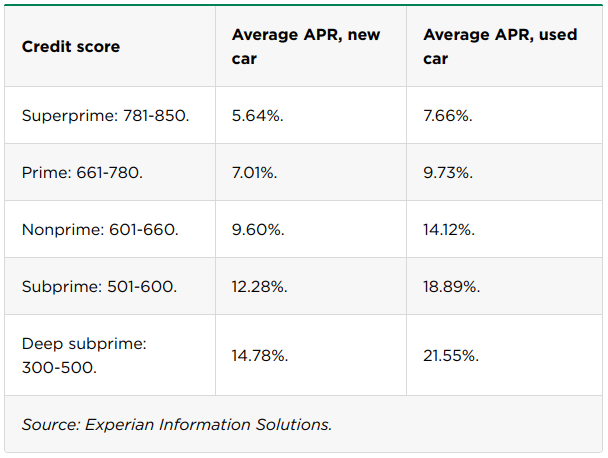 Credit score
Average APR, new
car
Average APR, used
car
Superprime: 781-850.
5.64%.
7.66%.
Prime: 661-780.
7.01%.
9.73%.
Nonprime: 601-660.
9.60%.
14.12%.
Subprime: 501-600.
12.28%.
18.89%.
Deep subprime:
300-500.
14.78%.
21.55%.
Source: Experian Information Solutions.